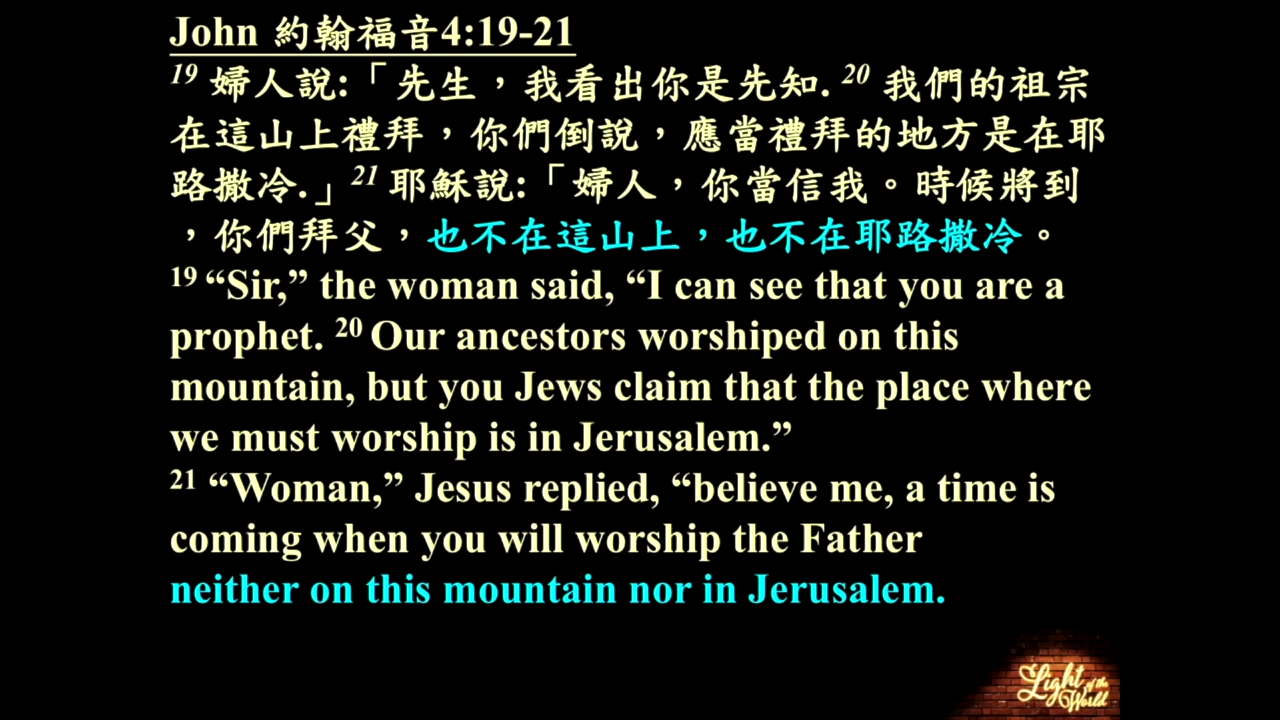 John 約翰福音4:19-21
19 婦人說:「先生，我看出你是先知. 20 我們的祖宗
在這山上禮拜，你們倒說，應當禮拜的地方是在耶
路撒冷.」21 耶穌說:「婦人，你當信我。時候將到
，你們拜父，也不在這山上，也不在耶路撒冷。
19 “Sir,” the woman said, “I can see that you are a
prophet. 20 Our ancestors worshiped on this
mountain, but you Jews claim that the place where
we must worship is in Jerusalem.”
21 “Woman,” Jesus replied, “believe me, a time is
coming when you will worship the Father
neither on this mountain nor in Jerusalem.
Light
of the
World